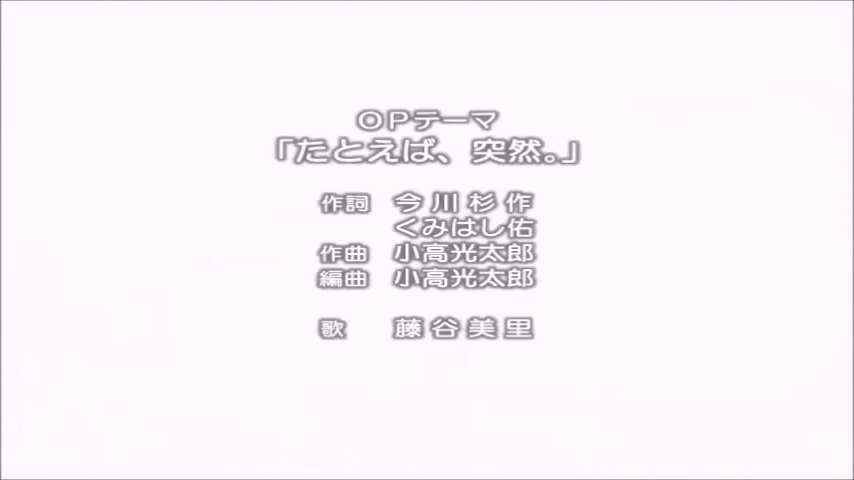 OPテーマ
「たとえば、突然。」
作詞 今川杉作
くみはし佑
作曲 小高光太郎
編曲 小高光太郎
歌 藤谷美里